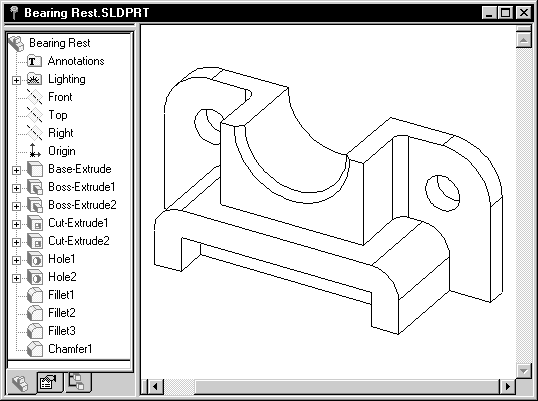 Bearing Rest.SLDPRT
Bearing Rest
T Annotations
Lighting
Front
Top
Right
Origin
Base-Extrude
Boss-Extrude1
Boss-Extrude2
Cut-Extrude1
Cut-Extrude2
Hole1
Hole2
Fillet1
Fillet2
Fillet3
Chamfer1